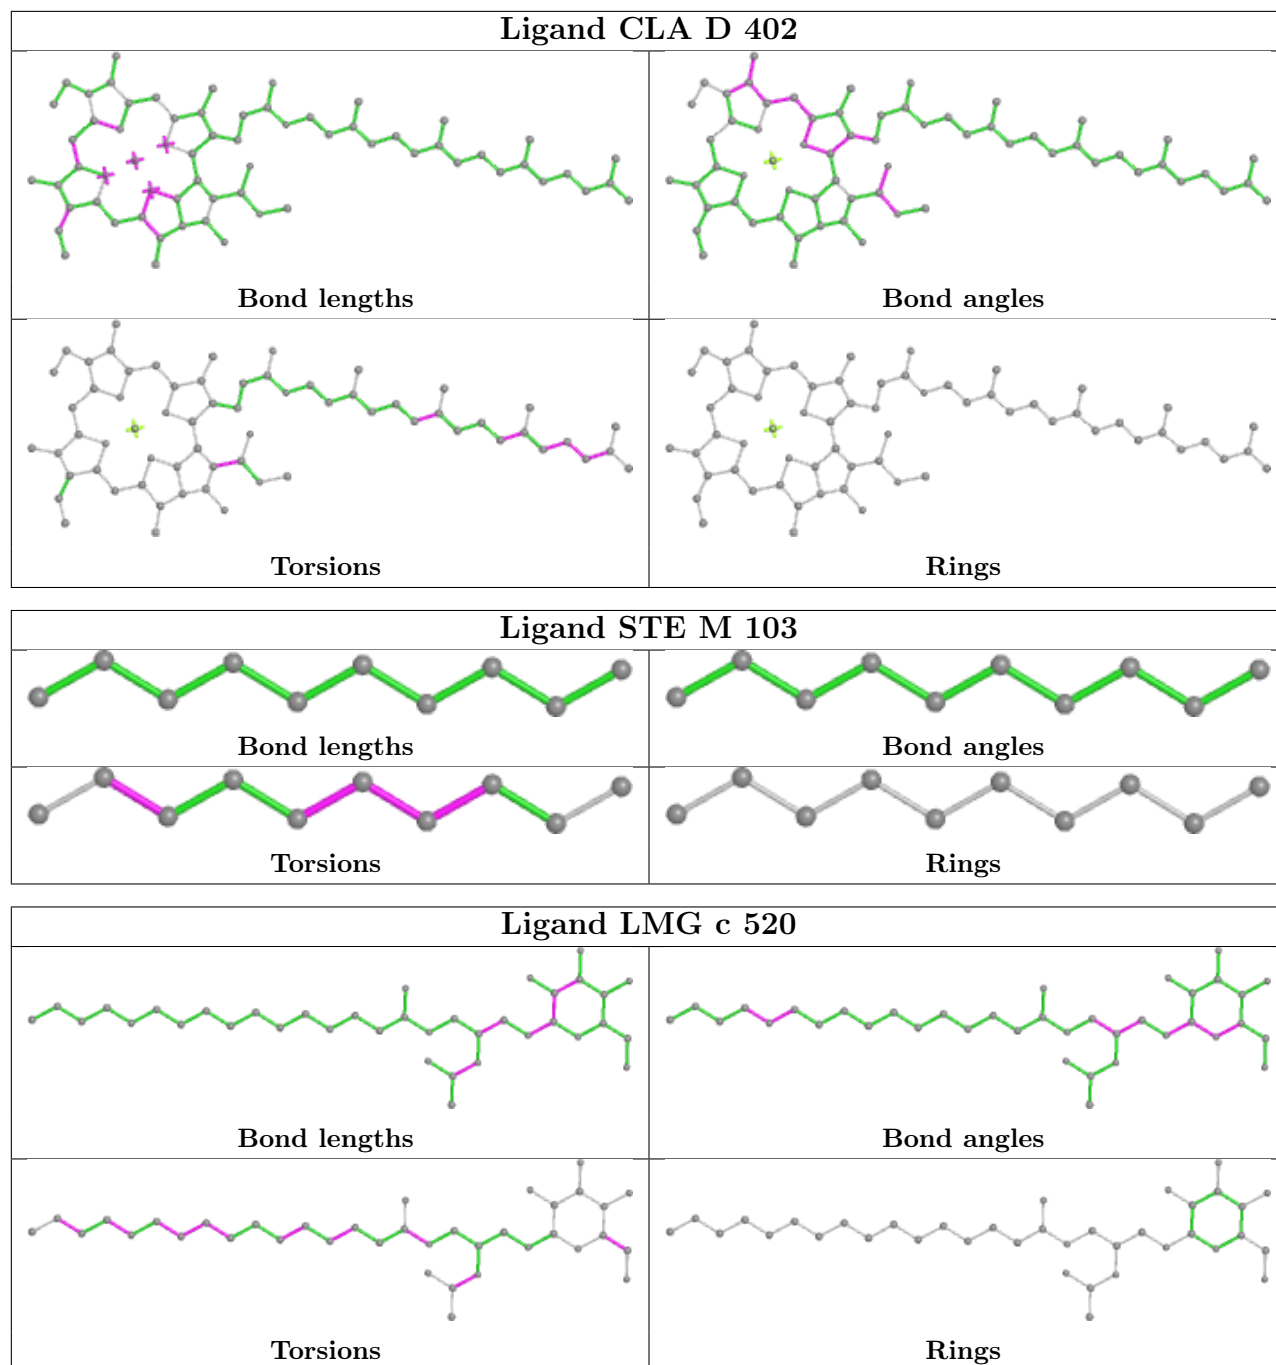 Ligand CLA D 402
Bond lengths
Bond angles
Torsions
Rings
Ligand STE M 103
Bond lengths
Bond angles
Torsions
Rings
Ligand LMG c 520
Bond lengths
Bond angles
Torsions
Rings